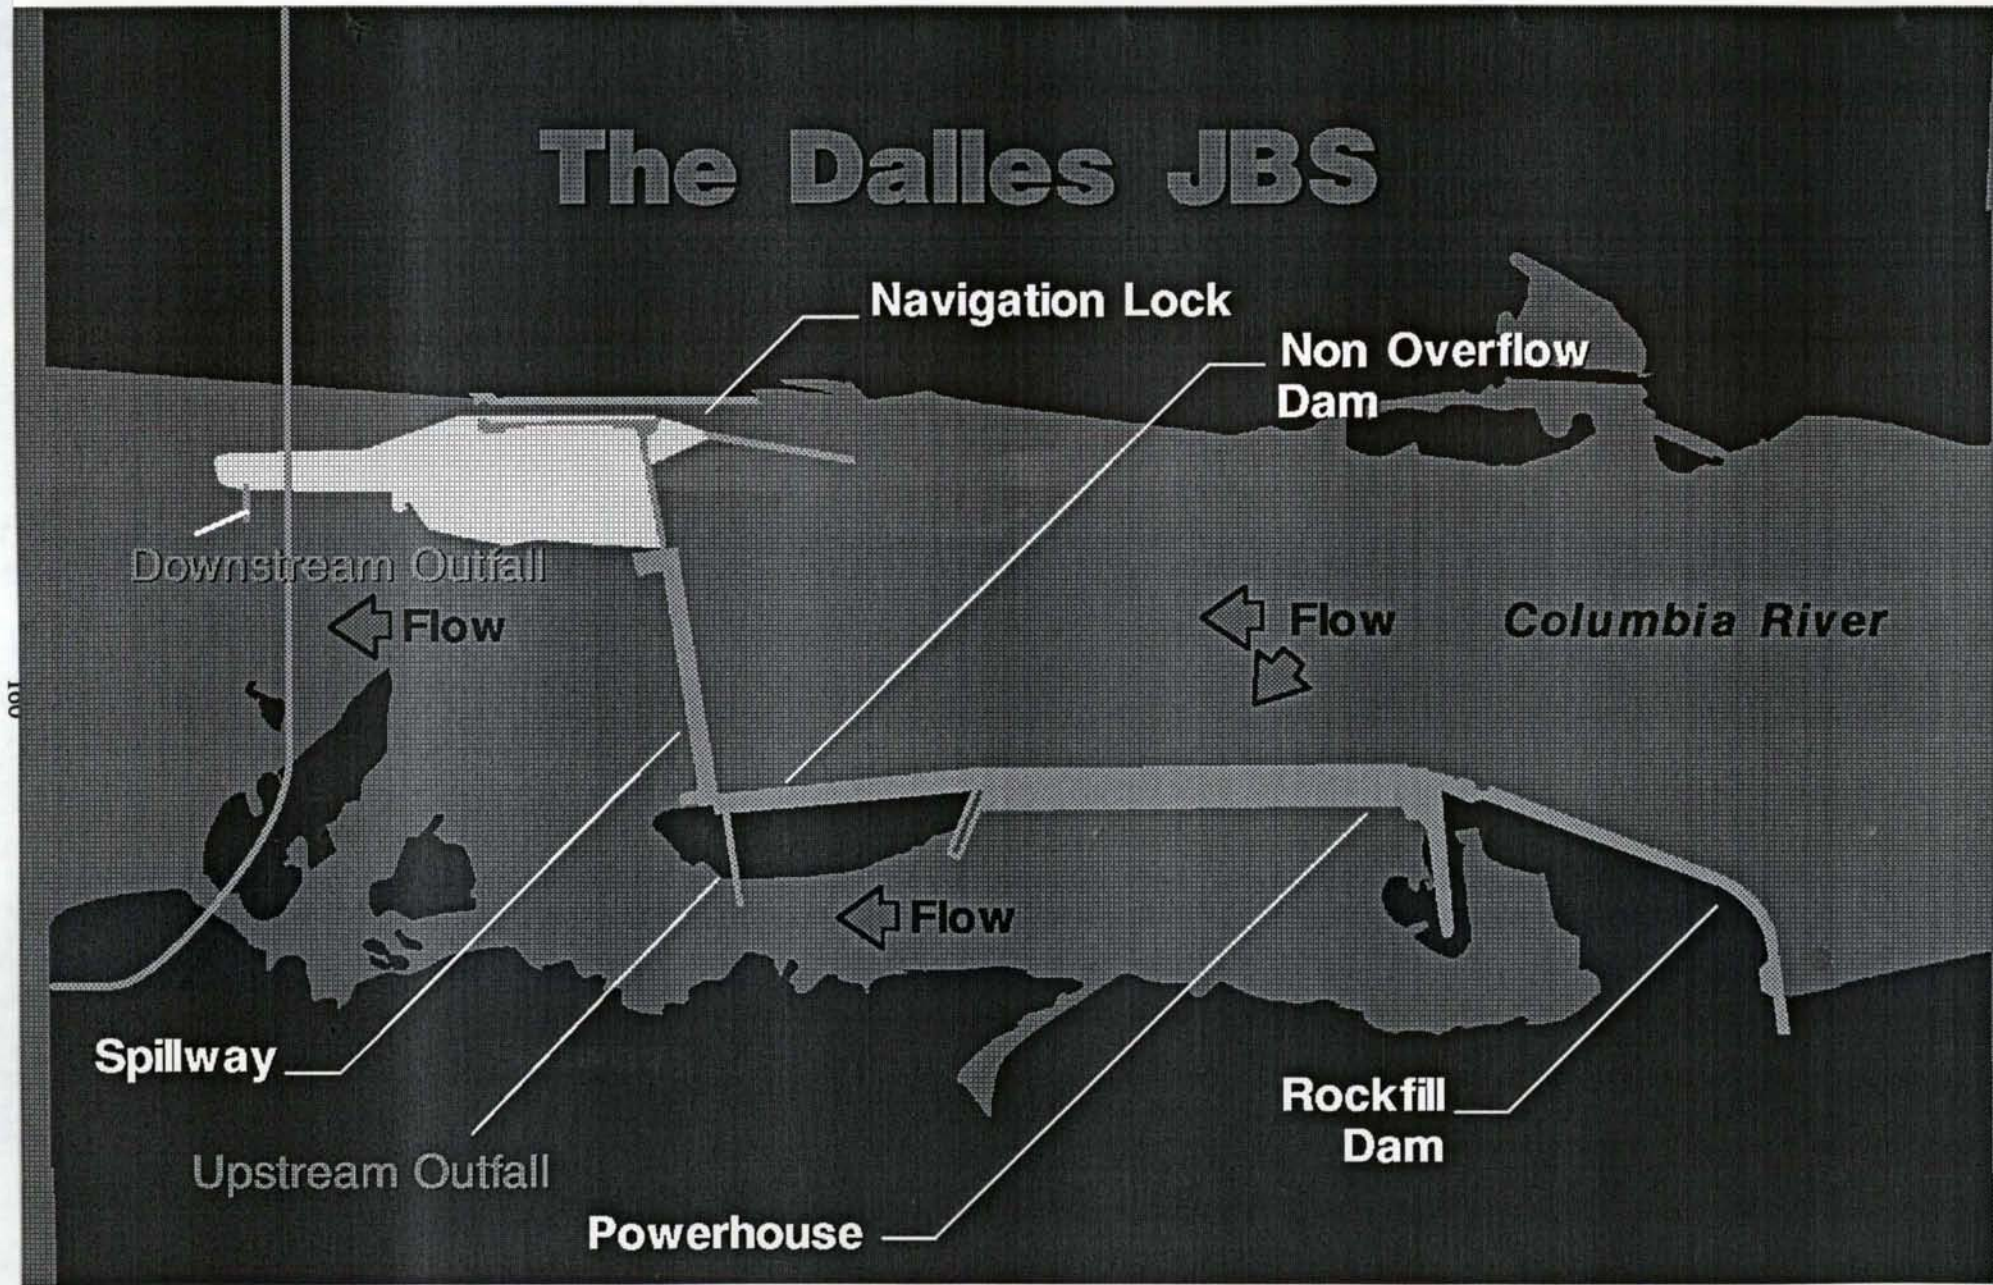 The Dalles JBS
Navigation Lock
Non Overflow
Dam
Downstream Outfall
Flow
Flow
Columbia River
Flow
Spillway
Upstream Outfall
Rockfill
Dam
Powerhouse